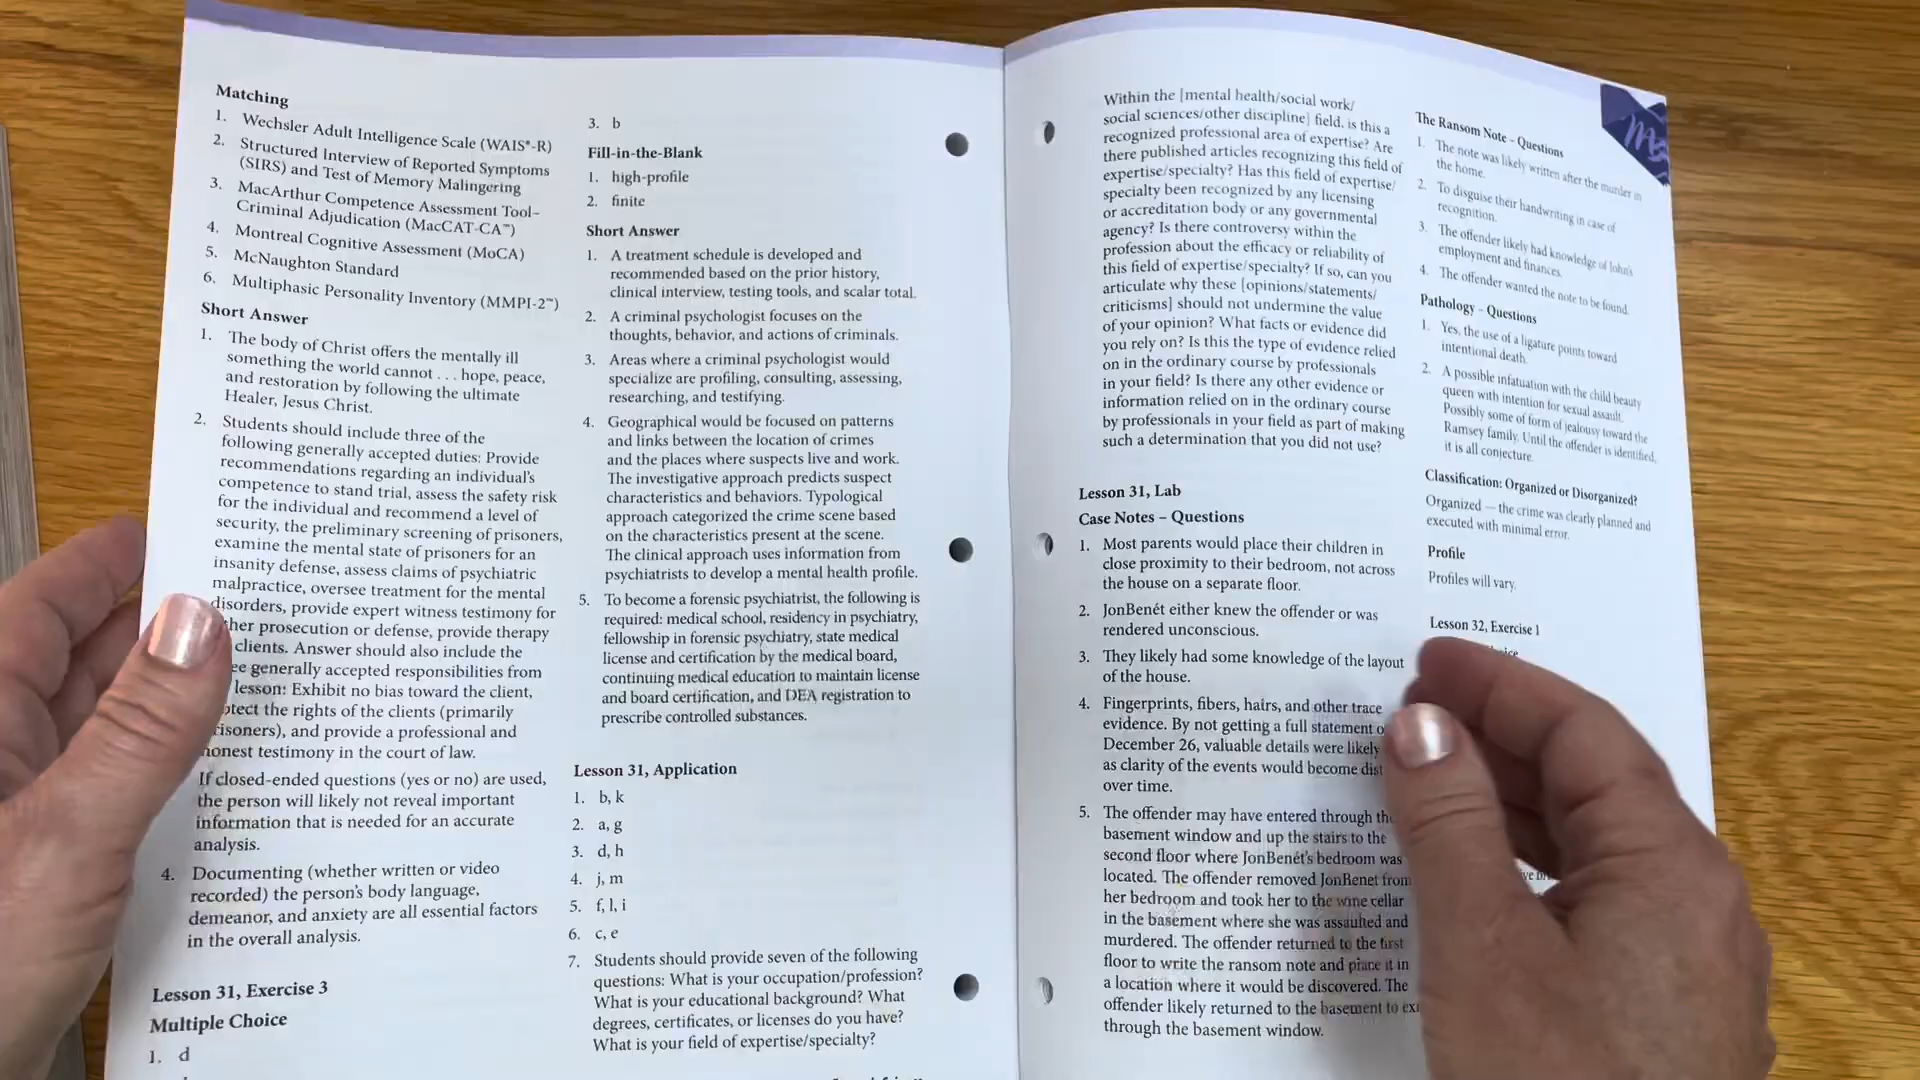 Matching
1. Wechsler Adult Intelligence Scale (WAIS®-R)
2. Structured Interview of Reported Symptoms
(SIRS) and Test of Memory Malingering
3. MacArthur Competence Assessment Tool–
Criminal Adjudication (MacCAT-CA™)
4. Montreal Cognitive Assessment (MoCA)
5. McNaughton Standard
6. Multiphasic Personality Inventory (MMPI-2™)
Short Answer
1. The body of Christ offers the mentally ill
something the world cannot . . . hope, peace,
and restoration by following the ultimate
Healer, Jesus Christ.
2. Students should include three of the
following generally accepted duties: Provide
recommendations regarding an individual's
competence to stand trial, assess the safety risk
for the individual and recommend a level of
security, the preliminary screening of prisoners,
examine the mental state of prisoners for an
insanity defense, assess claims of psychiatric
malpractice, oversee treatment for the mental
disorders, provide expert witness testimony for
ther prosecution or defense, provide therapy
clients. Answer should also include the
ee generally accepted responsibilities from
lesson: Exhibit no bias toward the client,
otect the rights of the clients (primarily
risoners), and provide a professional and
honest testimony in the court of law.
If closed-ended questions (yes or no) are used,
the person will likely not reveal important
information that is needed for an accurate
analysis.
4. Documenting (whether written or video
recorded) the person's body language,
demeanor, and anxiety are all essential factors
in the overall analysis.
Lesson 31, Exercise 3
Multiple Choice
1. d
3. b
Fill-in-the-Blank
1. high-profile
2. finite
Short Answer
1. A treatment schedule is developed and
recommended based on the prior history,
clinical interview, testing tools, and scalar total.
2. A criminal psychologist focuses on the
thoughts, behavior, and actions of criminals.
3. Areas where a criminal psychologist would
specialize are profiling, consulting, assessing,
researching, and testifying.
4. Geographical would be focused on patterns
and links between the location of crimes
and the places where suspects live and work.
The investigative approach predicts suspect
characteristics and behaviors. Typological
approach categorized the crime scene based
on the characteristics present at the scene.
The clinical approach uses information from
psychiatrists to develop a mental health profile.
5. To become a forensic psychiatrist, the following is
required: medical school, residency in psychiatry,
fellowship in forensic psychiatry, state medical
license and certification by the medical board,
continuing medical education to maintain license
and board certification, and DEA registration to
prescribe controlled substances.
Lesson 31, Application
1. b, k
2. a, g
3. d, h
4. j, m
5. f, l, i
6. c, e
7. Students should provide seven of the following
questions: What is your occupation/profession?
What is your educational background? What
degrees, certificates, or licenses do you have?
What is your field of expertise/specialty?
Within the [mental health/social work/
social sciences/other discipline] field, is this a
recognized professional area of expertise? Are
there published articles recognizing this field of
expertise/specialty? Has this field of expertise/
specialty been recognized by any licensing
or accreditation body or any governmental
agency? Is there controversy within the
profession about the efficacy or reliability of
this field of expertise/specialty? If so, can you
articulate why these [opinions/statements/
criticisms] should not undermine the value
of your opinion? What facts or evidence did
you rely on? Is this the type of evidence relied
on in the ordinary course by professionals
in your field? Is there any other evidence or
information relied on in the ordinary course
by professionals in your field as part of making
such a determination that you did not use?
Lesson 31, Lab
Case Notes – Questions
1. Most parents would place their children in
close proximity to their bedroom, not across
the house on a separate floor.
2. JonBenét either knew the offender or was
rendered unconscious.
3. They likely had some knowledge of the layout
of the house.
4. Fingerprints, fibers, hairs, and other trace
evidence. By not getting a full statement o
December 26, valuable details were likely
as clarity of the events would become dist
over time.
5. The offender may have entered through the
basement window and up the stairs to the
second floor where JonBenét's bedroom was
located. The offender removed JonBenet from
her bedroom and took her to the wine cellar
in the basement where she was assaulted and
murdered. The offender returned to the first
floor to write the ransom note and place it in
a location where it would be discovered. The
offender likely returned to the basement to exi
through the basement window.
The Ransom Note – Questions
1. The note was likely written after the murder in
the home.
2. To disguise their handwriting in case of
recognition.
3. The offender likely had knowledge of John's
employment and finances.
4. The offender wanted the note to be found.
Pathology – Questions
1. Yes, the use of a ligature points toward
intentional death.
2. A possible infatuation with the child beauty
queen with intention for sexual assault.
Possibly some of form of jealousy toward the
Ramsey family. Until the offender is identified,
it is all conjecture.
Classification: Organized or Disorganized?
Organized — the crime was clearly planned and
executed with minimal error.
Profile
Profiles will vary.
Lesson 32, Exercise 1